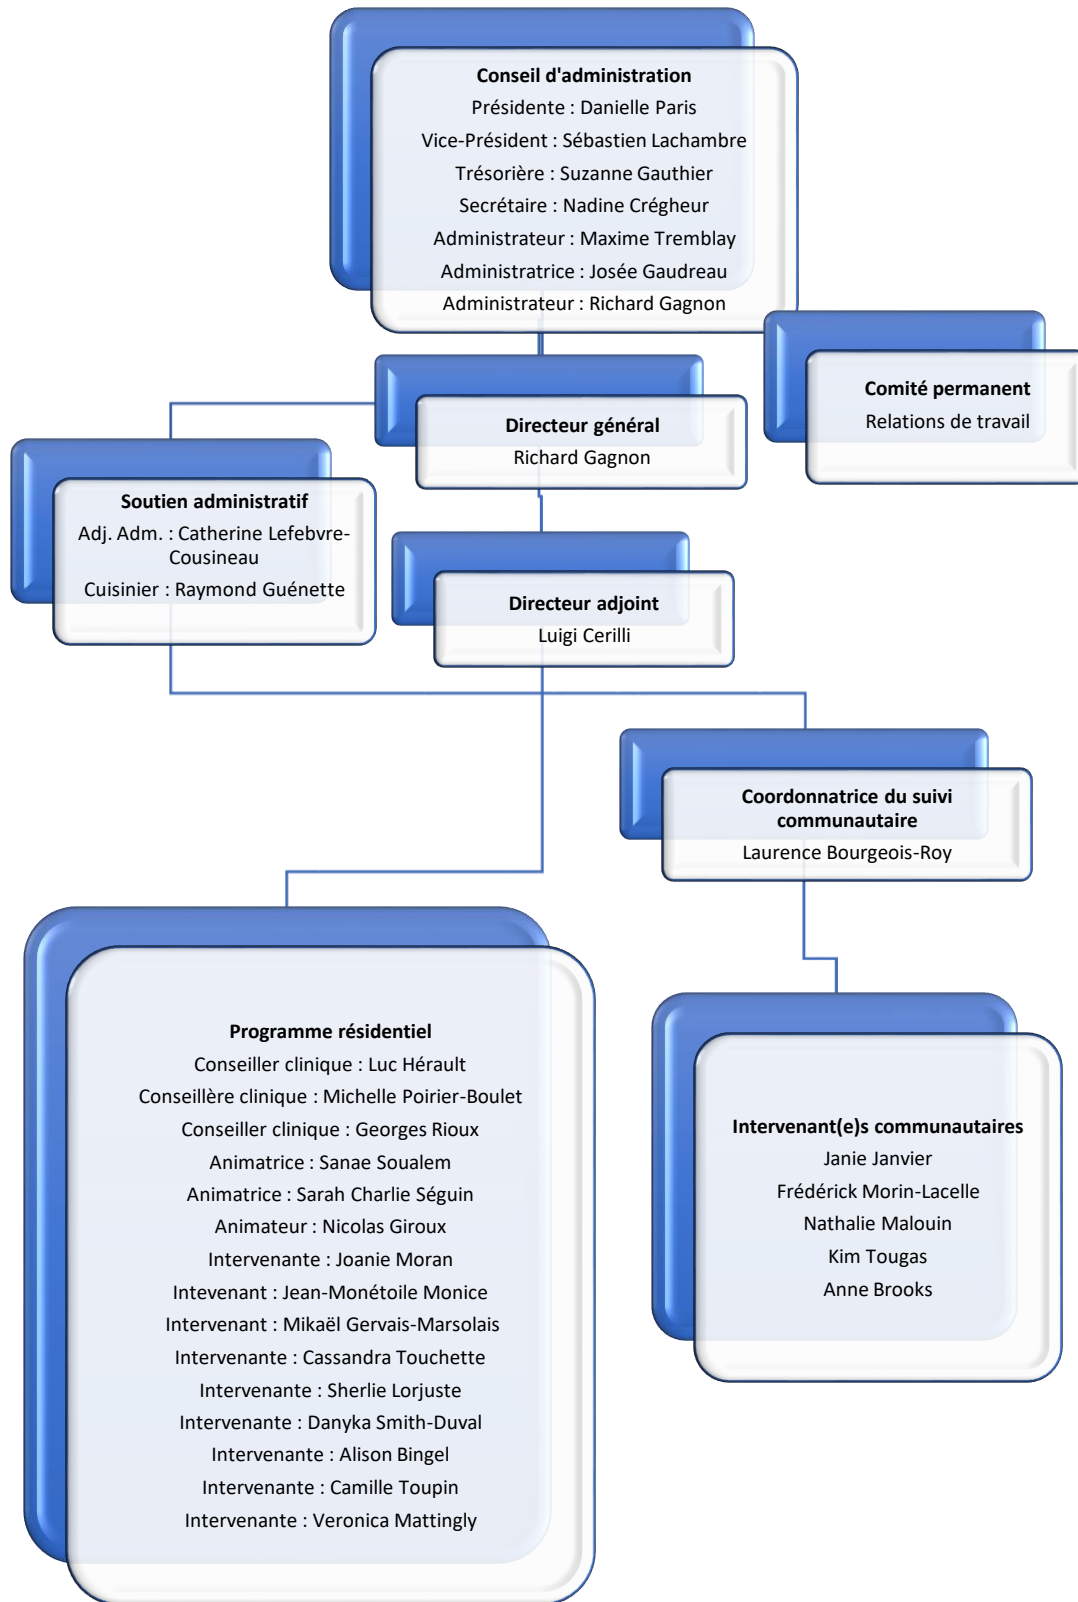 Conseil d'administration
Présidente : Danielle Paris
Vice-Président : Sébastien Lachambre
Trésorière : Suzanne Gauthier
Secrétaire : Nadine Crégheur
Administrateur : Maxime Tremblay
Administratrice : Josée Gaudreau
Administrateur : Richard Gagnon
Comité permanent
Relations de travail
Directeur général
Richard Gagnon
Soutien administratif
Adj. Adm. : Catherine Lefebvre-
Cousineau
Cuisinier : Raymond Guénette
Directeur adjoint
Luigi Cerilli
Coordonnatrice du suivi
communautaire
Laurence Bourgeois-Roy
Programme résidentiel
Conseiller clinique : Luc Hérault
Conseillère clinique : Michelle Poirier-Boulet
Conseiller clinique : Georges Rioux
Animatrice : Sanae Soualem
Animatrice : Sarah Charlie Séguin
Animateur : Nicolas Giroux
Intervenante : Joanie Moran
Intevenant : Jean-Monétoile Monice
Intervenant : Mikaël Gervais-Marsolais
Intervenante : Cassandra Touchette
Intervenante : Sherlie Lorjuste
Intervenante : Danyka Smith-Duval
Intervenante : Alison Bingel
Intervenante : Camille Toupin
Intervenante : Veronica Mattingly
Intervenant(e)s communautaires
Janie Janvier
Frédérick Morin-Lacelle
Nathalie Malouin
Kim Tougas
Anne Brooks